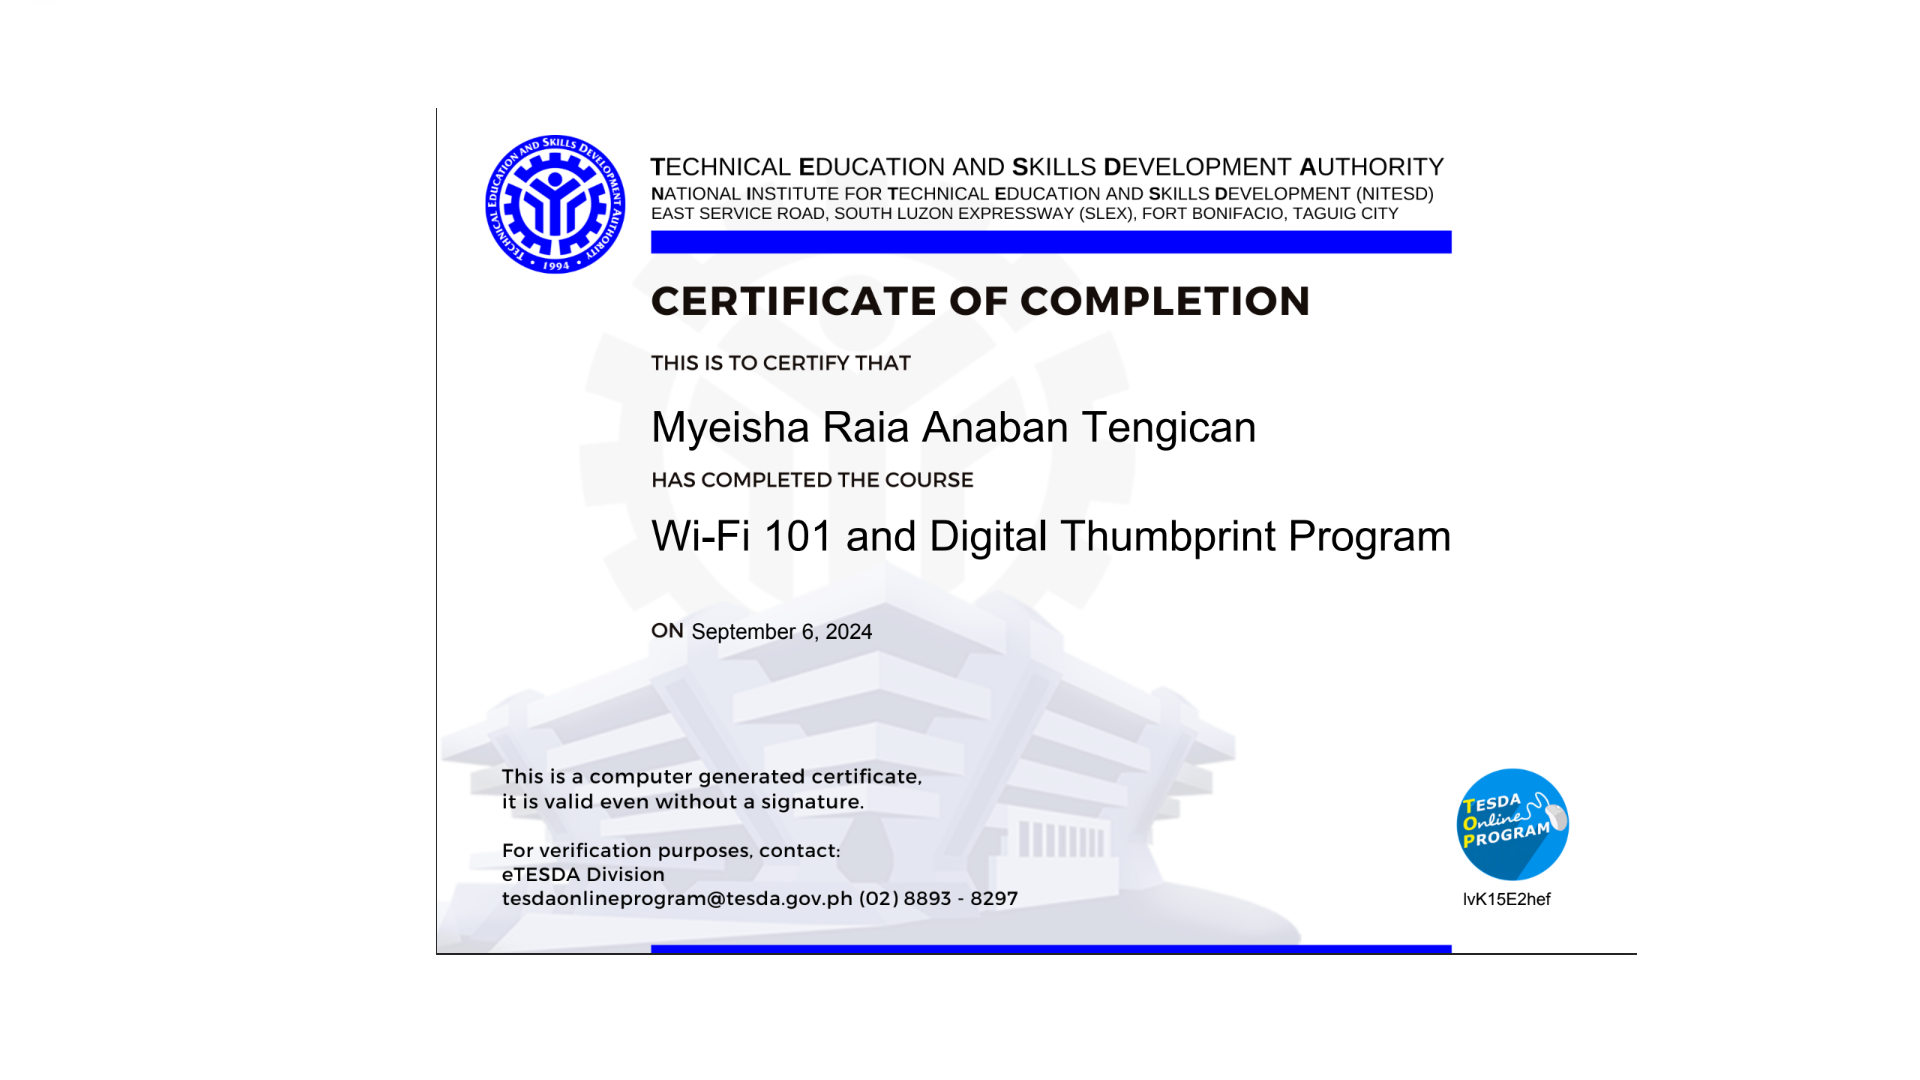 TECHNICAL EDUCATION AND SKILLS DEVELOPMENT AUTHORITY
• 1994 •
TECHNICAL EDUCATION AND SKILLS DEVELOPMENT AUTHORITY
NATIONAL INSTITUTE FOR TECHNICAL EDUCATION AND SKILLS DEVELOPMENT (NITESD)
EAST SERVICE ROAD, SOUTH LUZON EXPRESSWAY (SLEX), FORT BONIFACIO, TAGUIG CITY
CERTIFICATE OF COMPLETION
THIS IS TO CERTIFY THAT
Myeisha Raia Anaban Tengican
HAS COMPLETED THE COURSE
Wi-Fi 101 and Digital Thumbprint Program
ON September 6, 2024
This is a computer generated certificate,
it is valid even without a signature.
For verification purposes, contact:
eTESDA Division
tesdaonlineprogram@tesda.gov.ph (02) 8893 - 8297
TESDA
Online
PROGRAM
lvK15E2hef